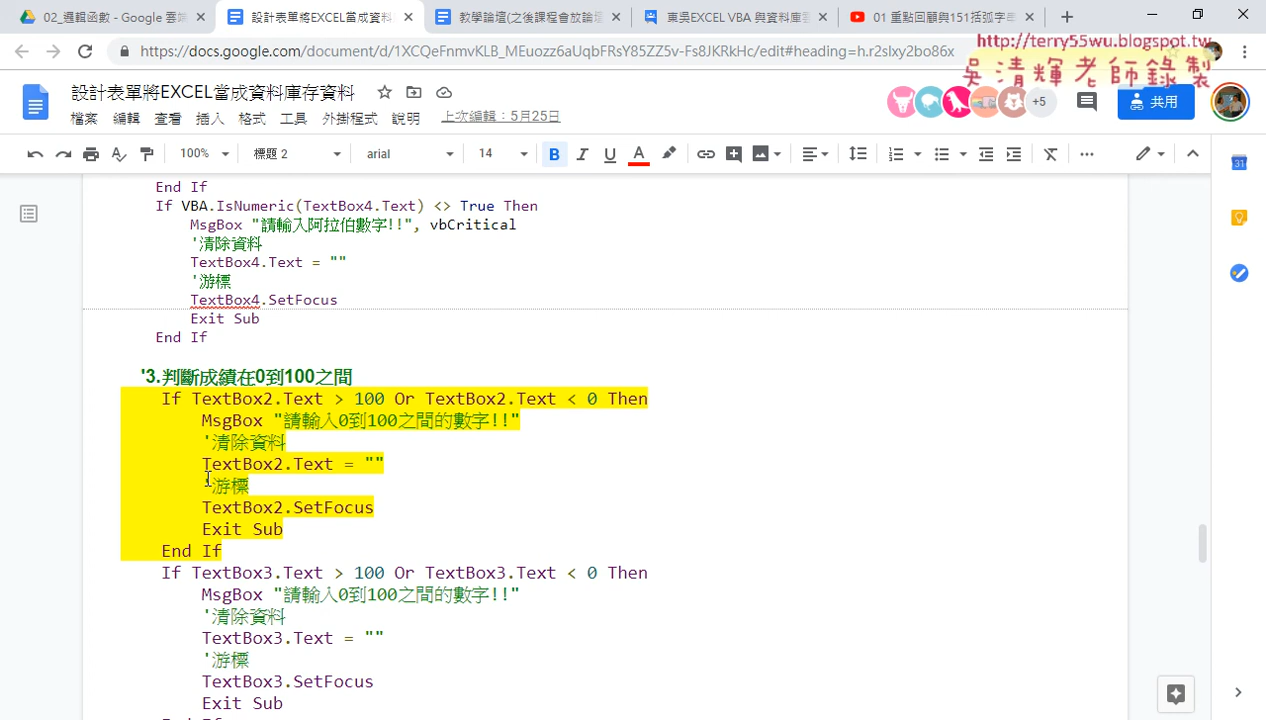 02_邏輯函數 - Google 雲端
設計表單將EXCEL當成資料
教學論壇(之後課程會放論壇
東吳EXCEL VBA 與資料庫
01 重點回顧與151括弧字串
https://docs.google.com/document/d/1XCQeFnmvKLB_MEuozz6aUqbFRsY85ZZ5v-Fs8JKRkHc/edit#heading=h.r2slxy2bo86x
http://terry55wu.blogspot.tw
吳清輝老師錄製
設計表單將EXCEL當成資料庫存資料
檔案 編輯 查看 插入 格式 工具 外掛程式 說明 上次編輯：5月25日
+5
共用
100% 標題 2 arial 14 B I U A
31
End If
If VBA.IsNumeric(TextBox4.Text) <> True Then
MsgBox "請輸入阿拉伯數字!!", vbCritical
'清除資料
TextBox4.Text = ""
'游標
TextBox4.SetFocus
Exit Sub
End If
'3.判斷成績在0到100之間
If TextBox2.Text > 100 Or TextBox2.Text < 0 Then
MsgBox "請輸入0到100之間的數字!!"
'清除資料
TextBox2.Text = ""
'游標
TextBox2.SetFocus
Exit Sub
End If
If TextBox3.Text > 100 Or TextBox3.Text < 0 Then
MsgBox "請輸入0到100之間的數字!!"
'清除資料
TextBox3.Text = ""
'游標
TextBox3.SetFocus
Exit Sub
End If